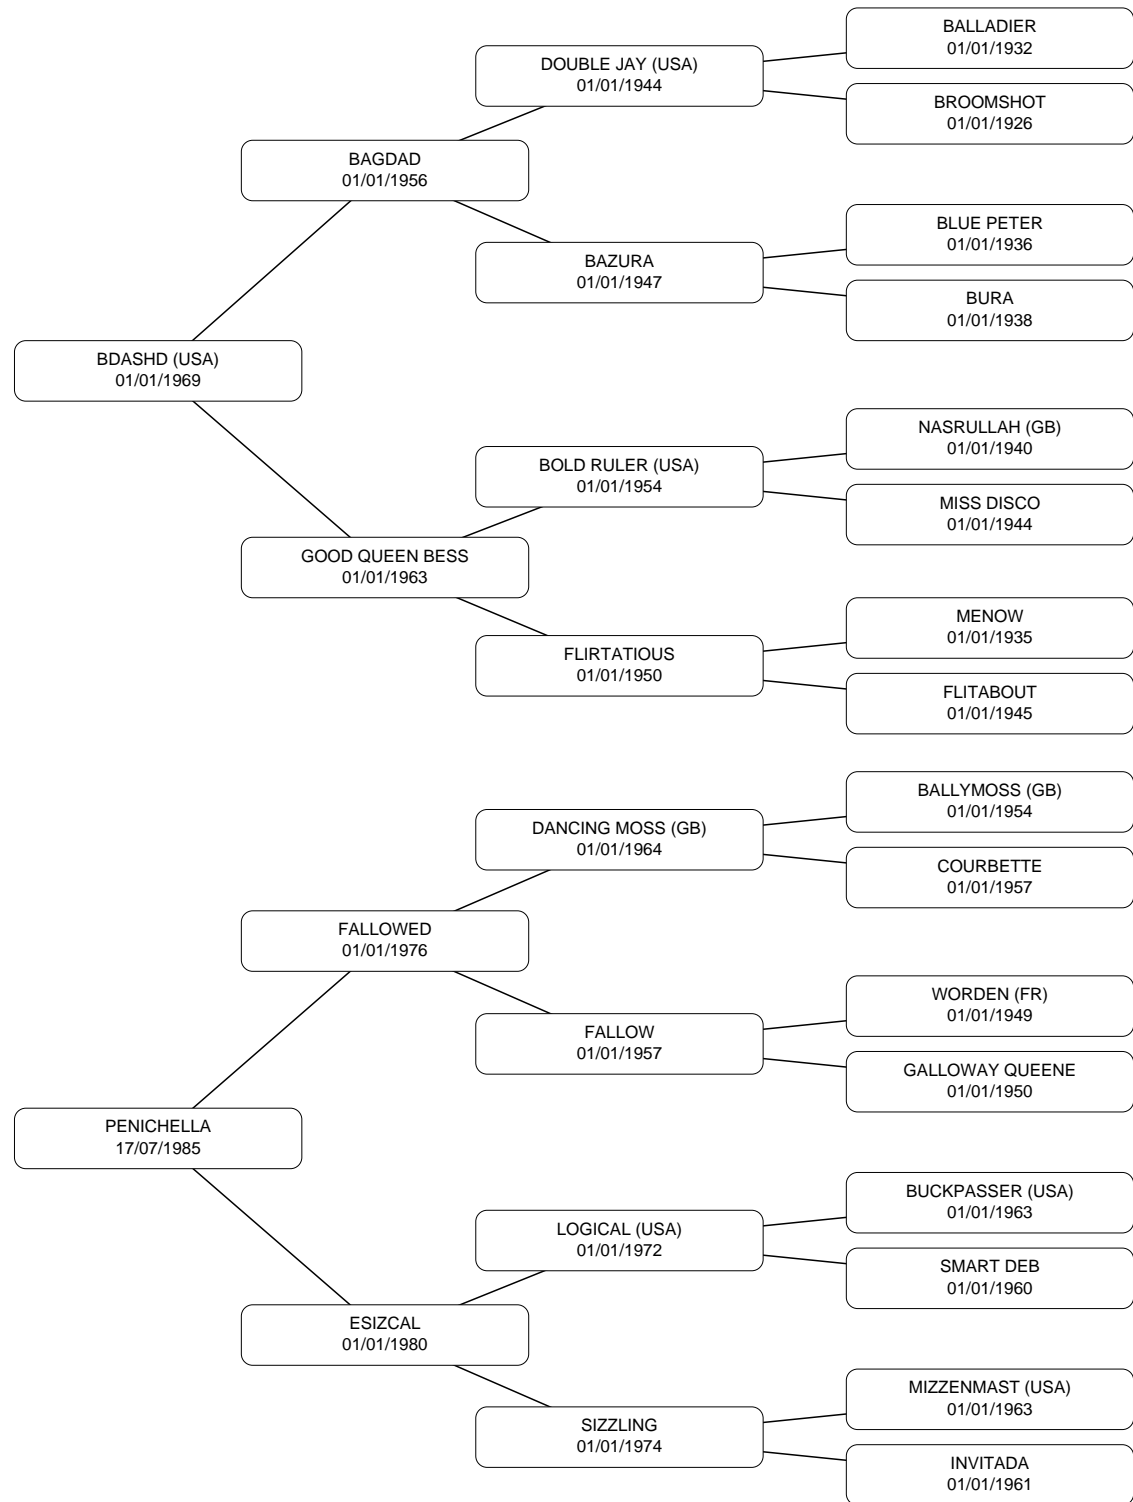 BALLADIER
01/01/1932
DOUBLE JAY (USA)
01/01/1944
BROOMSHOT
01/01/1926
BAGDAD
01/01/1956
BLUE PETER
01/01/1936
BAZURA
01/01/1947
BURA
01/01/1938
BDASHD (USA)
01/01/1969
NASRULLAH (GB)
01/01/1940
BOLD RULER (USA)
01/01/1954
MISS DISCO
01/01/1944
GOOD QUEEN BESS
01/01/1963
MENOW
01/01/1935
FLIRTATIOUS
01/01/1950
FLITABOUT
01/01/1945
BALLYMOSS (GB)
01/01/1954
DANCING MOSS (GB)
01/01/1964
COURBETTE
01/01/1957
FALLOWED
01/01/1976
WORDEN (FR)
01/01/1949
FALLOW
01/01/1957
GALLOWAY QUEENE
01/01/1950
PENICHELLA
17/07/1985
BUCKPASSER (USA)
01/01/1963
LOGICAL (USA)
01/01/1972
SMART DEB
01/01/1960
ESIZCAL
01/01/1980
MIZZENMAST (USA)
01/01/1963
SIZZLING
01/01/1974
INVITADA
01/01/1961